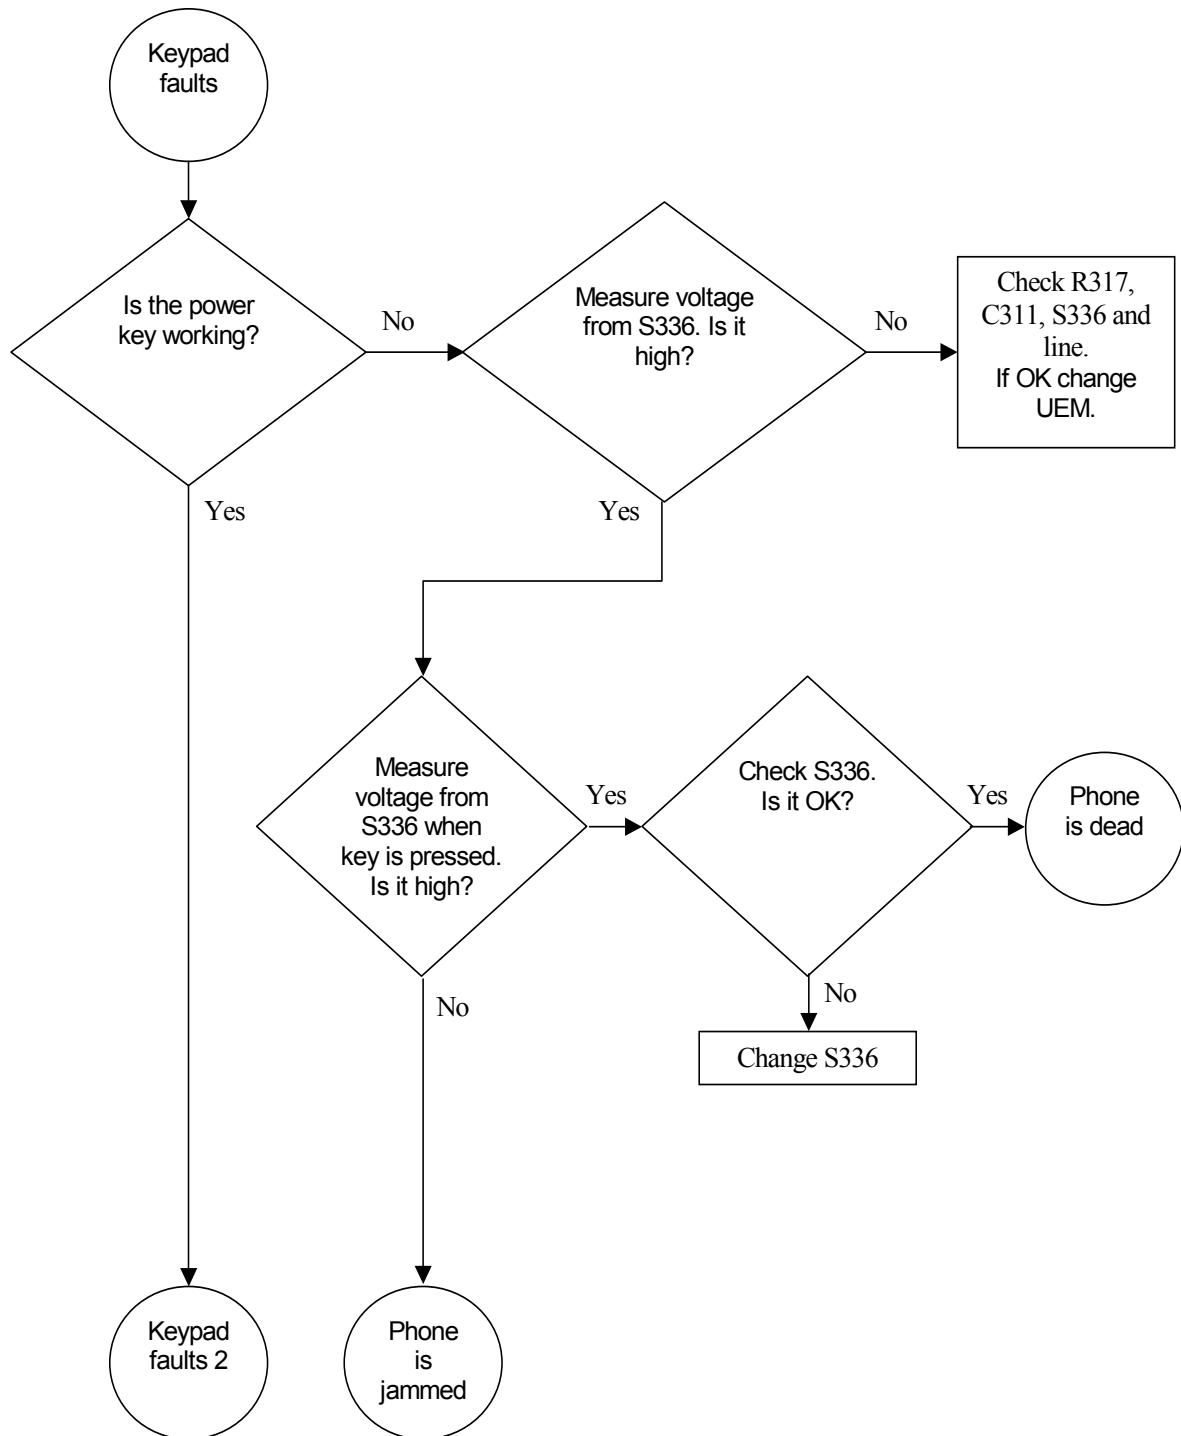 Keypad
faults
Is the power
key working?
No
Measure voltage
from S336. Is it
high?
No
Check R317,
C311, S336 and
line.
If OK change
UEM.
Yes
Yes
Measure
voltage from
S336 when
key is pressed.
Is it high?
Yes
Check S336.
Is it OK?
Yes
Phone
is dead
No
No
Change S336
Keypad
faults 2
Phone
is
jammed